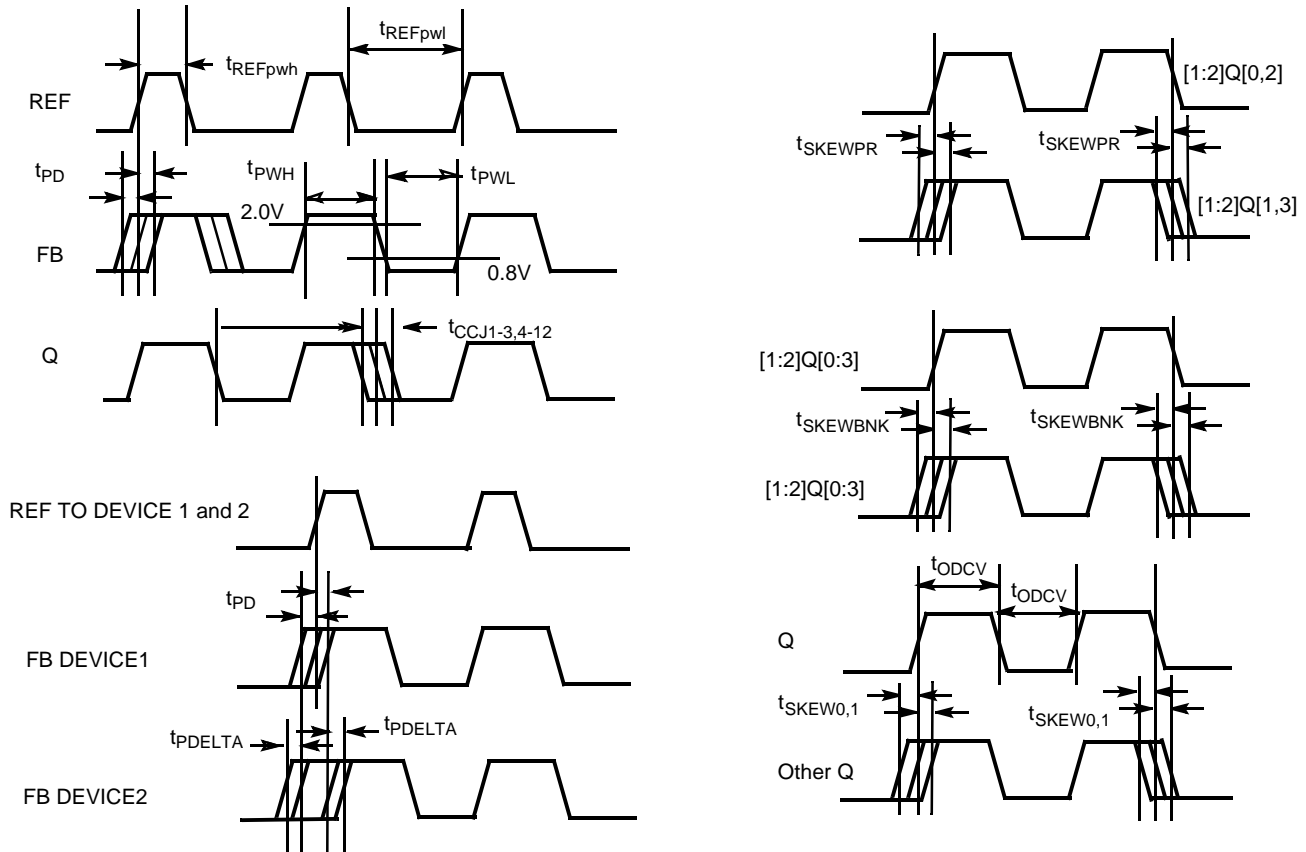 tREFpwl
tREFpwh
REF
tPD
tPWH
tPWL
2.0V
FB
0.8V
tCCJ1-3,4-12
Q
REF TO DEVICE 1 and 2
tPD
FB DEVICE1
tPDELTA
tPDELTA
FB DEVICE2
[1:2]Q[0,2]
tSKEWPR
tSKEWPR
[1:2]Q[1,3]
[1:2]Q[0:3]
tSKEWBNK
tSKEWBNK
[1:2]Q[0:3]
tODCV
tODCV
Q
tSKEW0,1
tSKEW0,1
Other Q